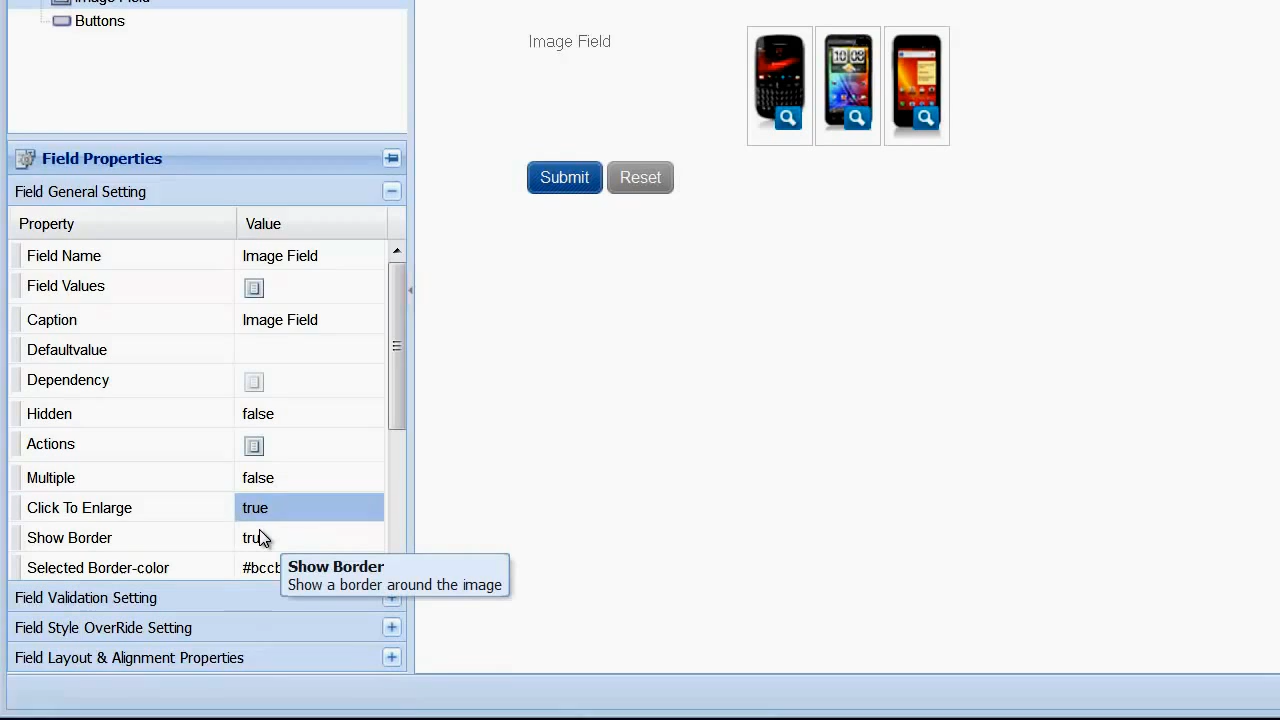 Image Field
Buttons
Field Properties
Field General Setting
Property Value
Field Name Image Field
Field Values
Caption Image Field
Defaultvalue
Dependency
Hidden false
Actions
Multiple false
Click To Enlarge true
Show Border
Selected Border-color
Show Border
Show a border around the image
Field Validation Setting
Field Style OverRide Setting
Field Layout & Alignment Properties
Image Field
Submit Reset